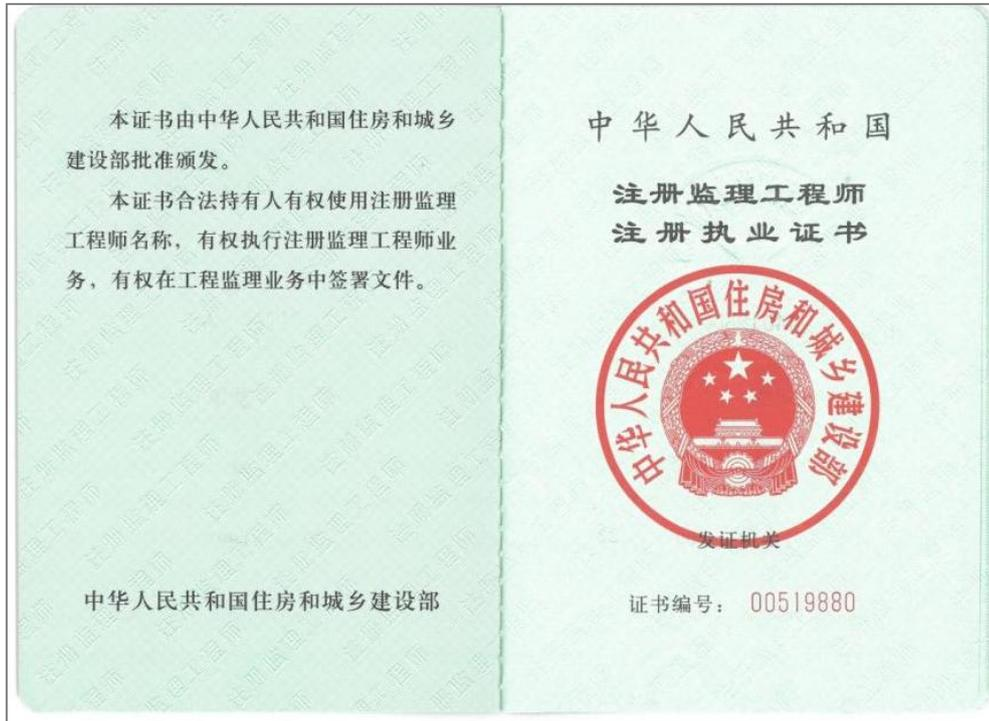 本证书由中华人民共和国住房和城乡
建设部批准颁发。
本证书合法持有人有权使用注册监理
工程师名称，有权执行注册监理工程师业
务，有权在工程监理业务中签署文件。
中华人民共和国住房和城乡建设部
中华人民共和国
注册监理工程师
注册执业证书
中华人民共和国住房和城乡建设部
发证机关
证书编号： 00519880